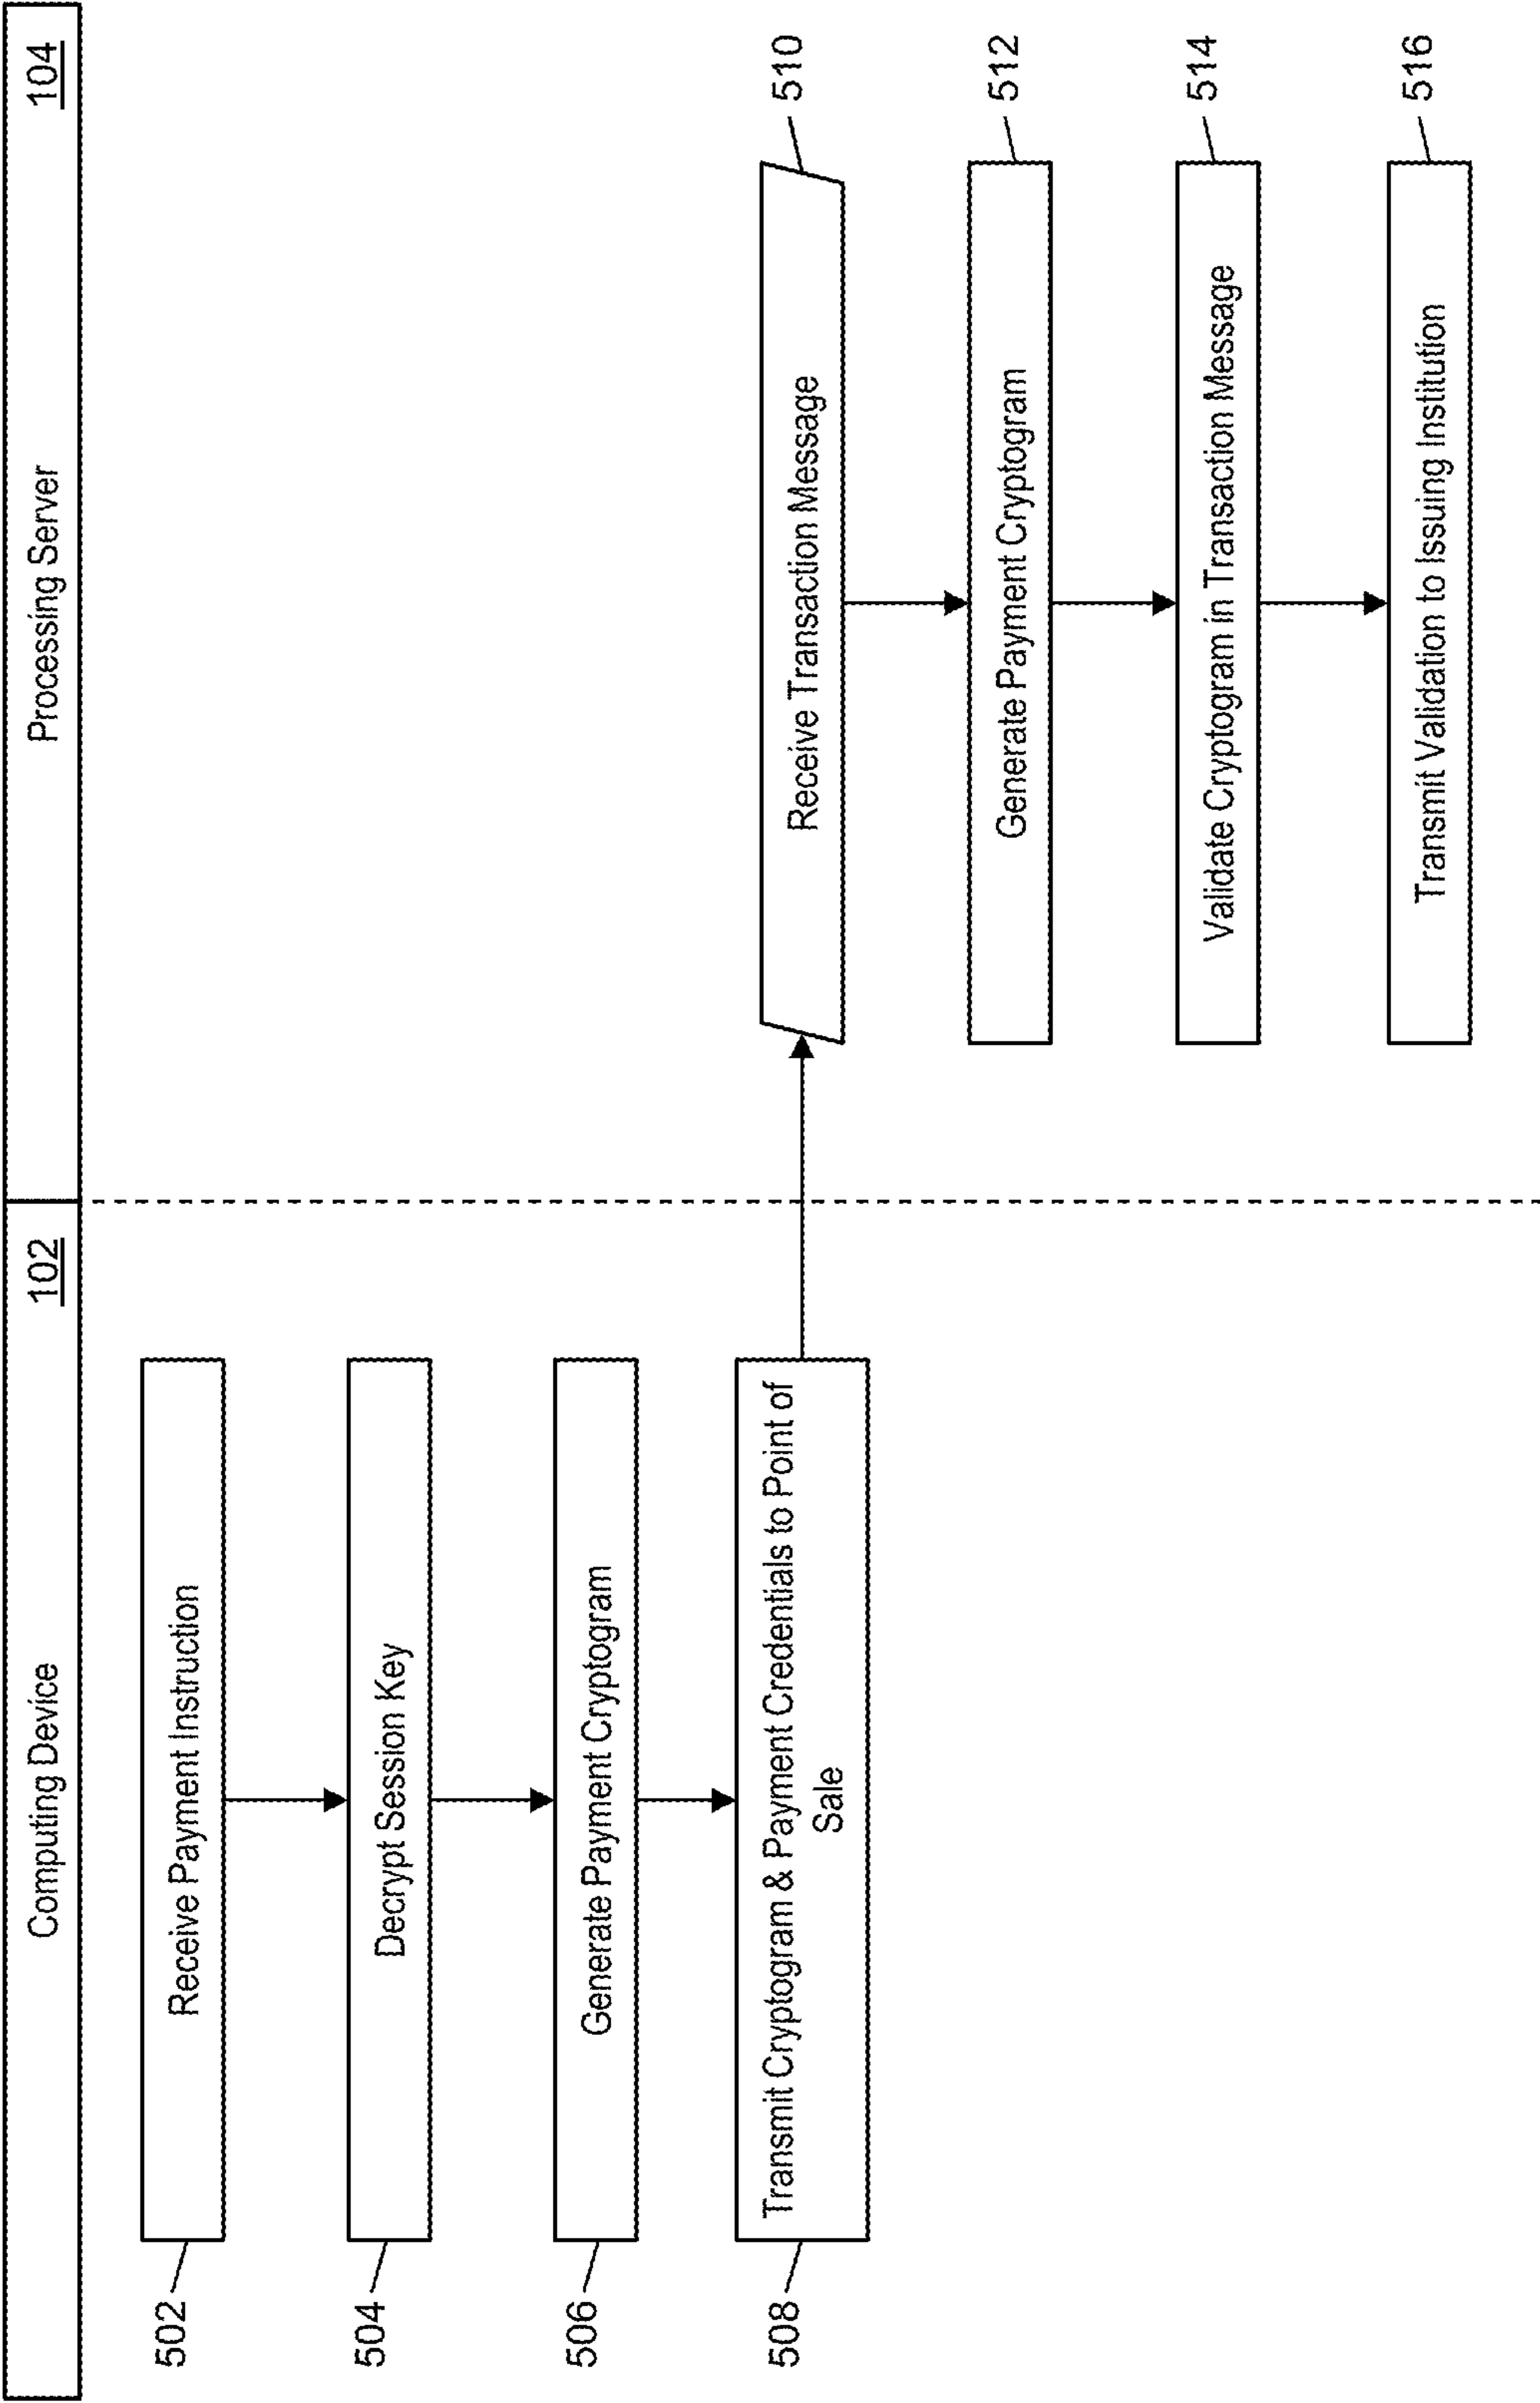 Computing Device
102
Processing Server
104
502
Receive Payment Instruction
504
Decrypt Session Key
506
Generate Payment Cryptogram
508
Transmit Cryptogram & Payment Credentials to Point of
Sale
Receive Transaction Message
510
Generate Payment Cryptogram
512
Validate Cryptogram in Transaction Message
514
Transmit Validation to Issuing Institution
516